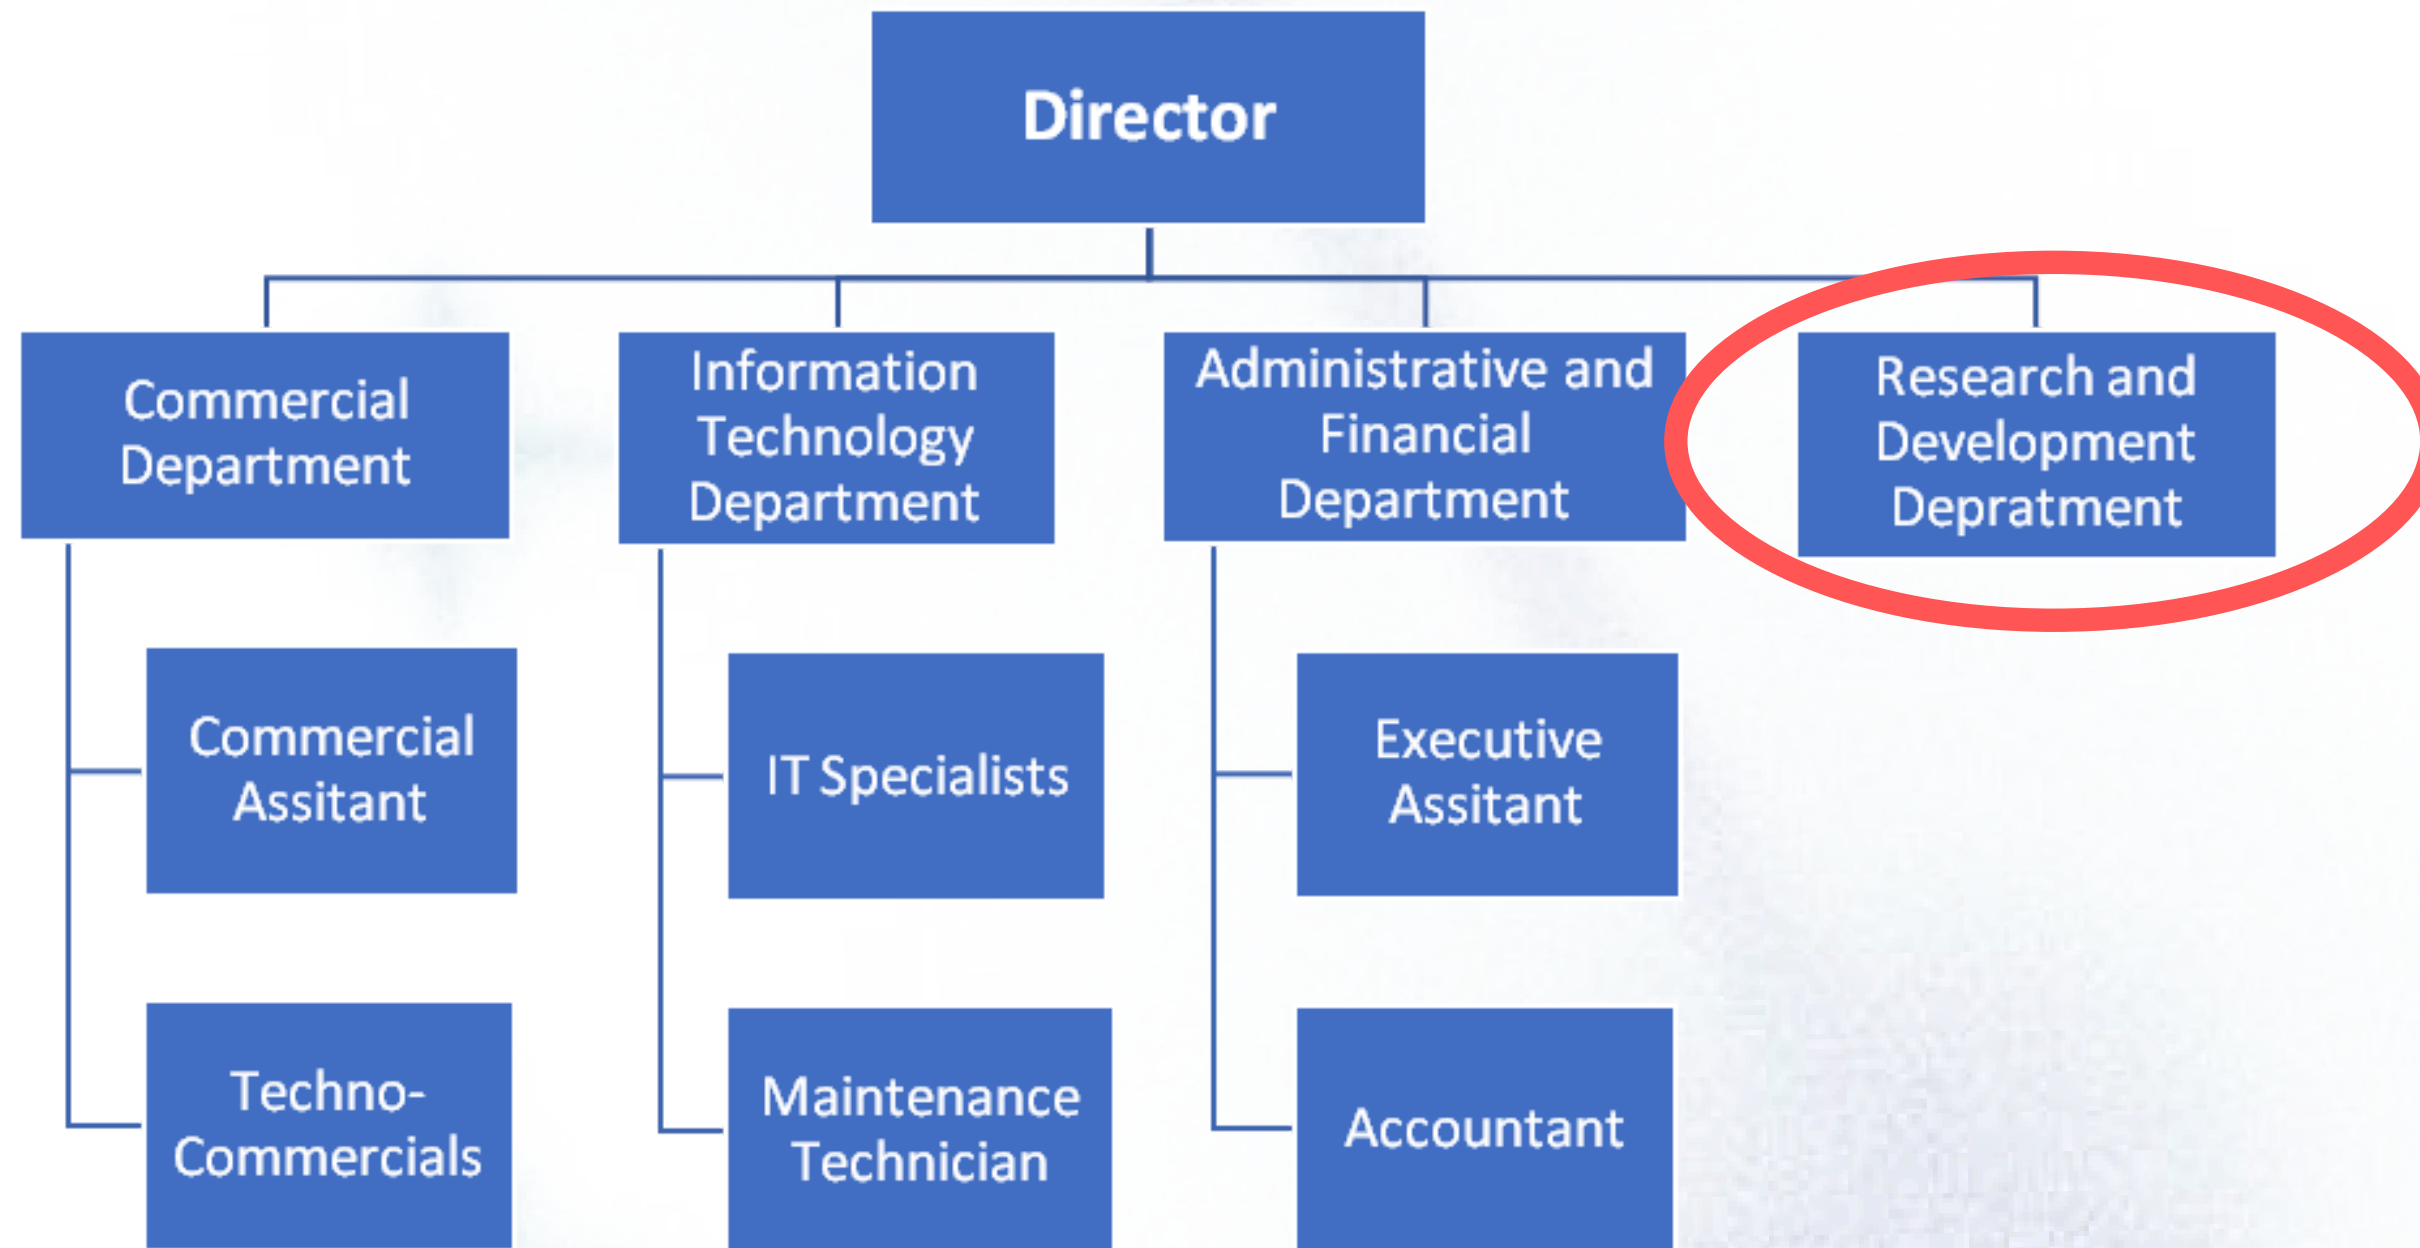 Director
Commercial
Department
Information
Technology
Department
Administrative and
Financial
Department
Research and
Development
Depratment
Commercial
Assitant
IT Specialists
Executive
Assitant
Techno-
Commercials
Maintenance
Technician
Accountant